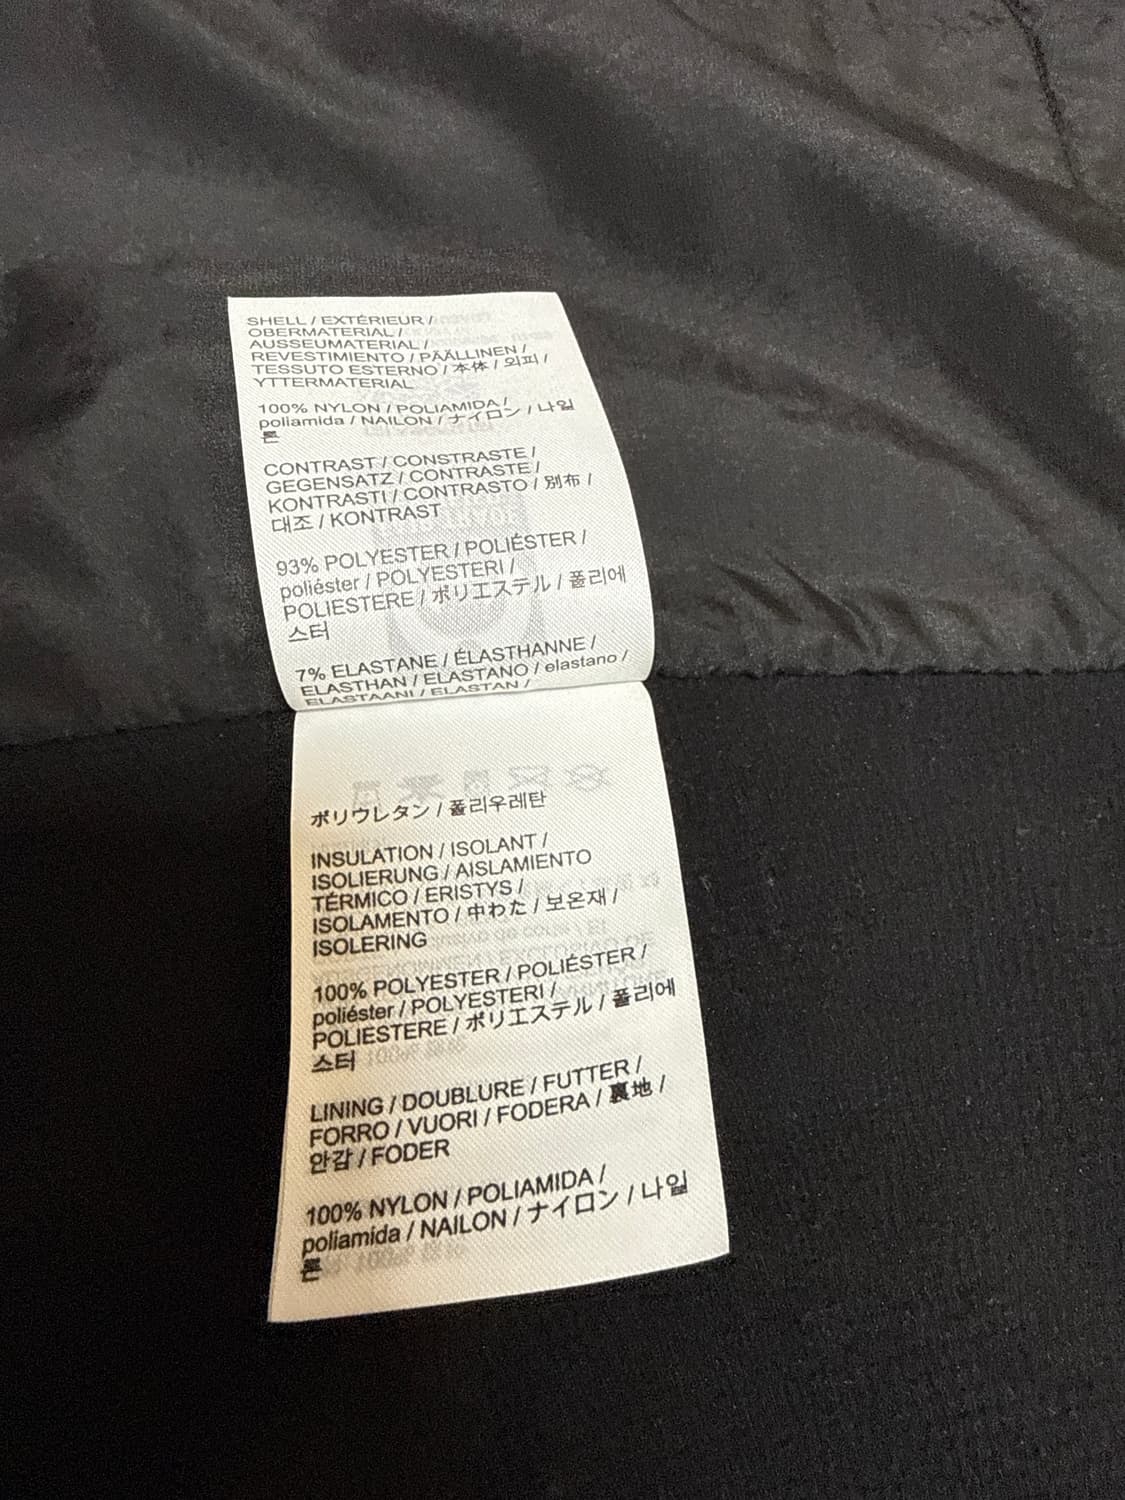 SHELL / EXTÉRIEUR /
OBERMATERIAL /
AUSSEUMATERIAL /
REVESTIMIENTO / PÄÄLLINEN /
TESSUTO ESTERNO / 本体 / 외피 /
YTTERMATERIAL
100% NYLON / POLIAMIDA /
poliamida / NAILON / ナイロン / 나일
론
CONTRAST / CONSTRASTE /
GEGENSATZ / CONTRASTE /
KONTRASTI / CONTRASTO / 別布 /
대조 / KONTRAST
93% POLYESTER / POLIÉSTER /
poliéster / POLYESTERI /
POLIESTERE / ポリエステル / 폴리에
스터
7% ELASTANE / ÉLASTHANNE /
ELASTHAN / ELASTANO / elastano /
ELASTAANI / ELASTAN /
ポリウレタン / 폴리우레탄
INSULATION / ISOLANT /
ISOLIERUNG / AISLAMIENTO
TÉRMICO / ERISTYS /
ISOLAMENTO / 中わた / 보온재 /
ISOLERING
100% POLYESTER / POLIÉSTER /
poliéster / POLYESTERI /
POLIESTERE / ポリエステル / 폴리에
스터
LINING / DOUBLURE / FUTTER /
FORRO / VUORI / FODERA / 裏地 /
안감 / FODER
100% NYLON / POLIAMIDA /
poliamida / NAILON / ナイロン / 나일
론